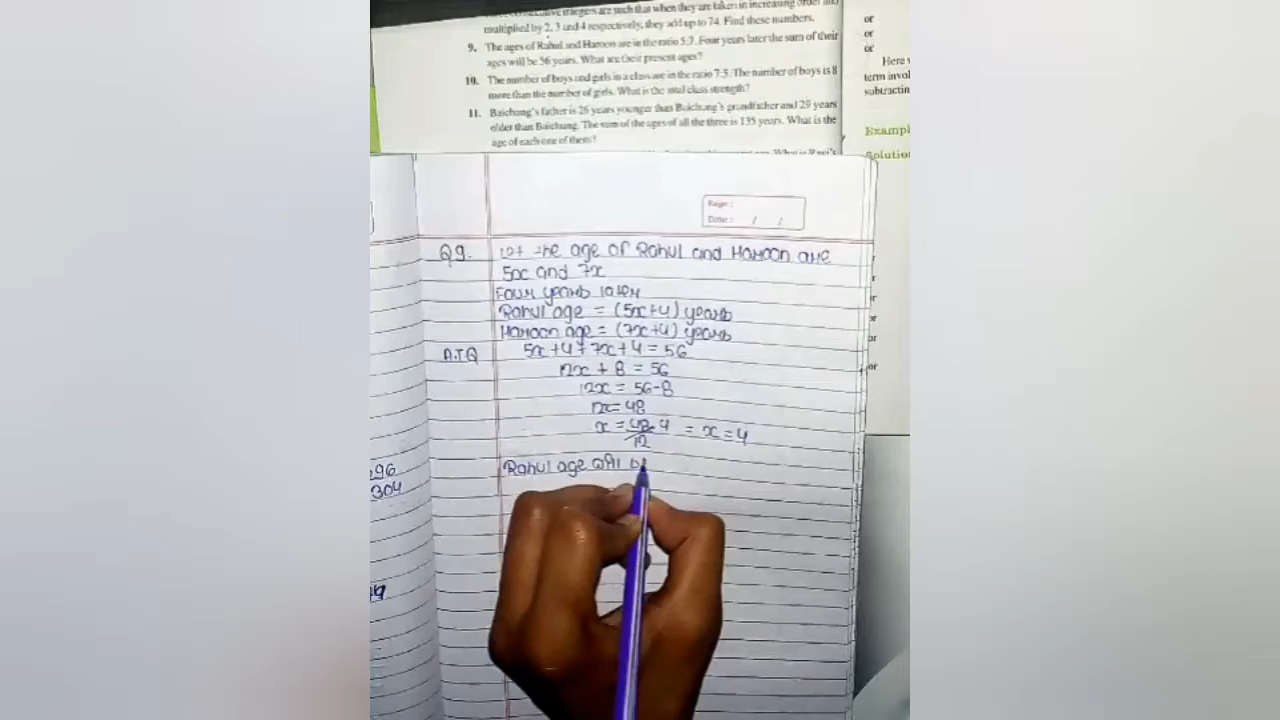 multiplied by 2, 3 and 4 respectively, they add up to 74. Find these numbers.
9. The ages of Rahul and Haroon are in the ratio 5:7. Four years later the sum of their
ages will be 56 years. What are their present ages?
10. The number of boys and girls in a class are in the ratio 7:5. The number of boys is 8
more than the number of girls. What is the total class strength?
11. Baichung's father is 26 years younger than Baichung's grandfather and 29 years
older than Baichung. The sum of the ages of all the three is 135 years. What is the
age of each one of them?
or
or
or
Here
term invol
subtractin
Exampl
Solution
Page :
Date : / /
Q9. let the age of Rahul and Haroon are
5x and 7x
Four years later
Rahul age = (5x+4) years
Haroon age = (7x+4) years
A.T.Q 5x+4+7x+4 = 56
12x + 8 = 56
12x = 56-8
12x = 48
x = 48 4 = x = 4
12
Rahul age
296
304